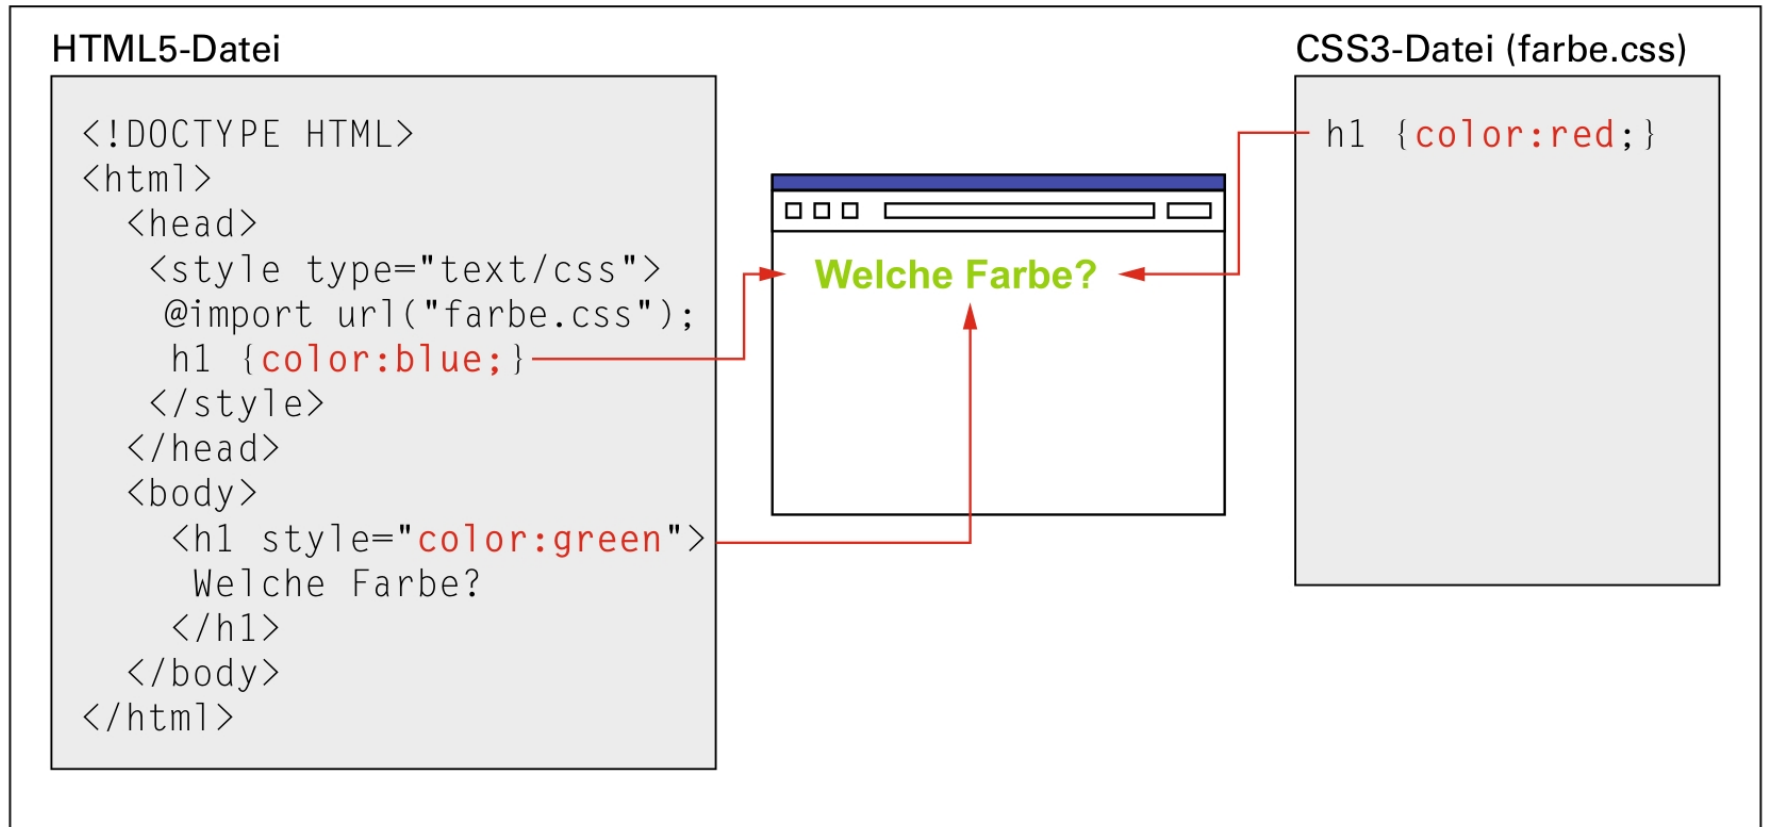 HTML5-Datei
<!DOCTYPE HTML>
<html>
<head>
<style type="text/css">
@import url("farbe.css");
h1 {color:blue;}
</style>
</head>
<body>
<h1 style="color:green">
Welche Farbe?
</h1>
</body>
</html>
Welche Farbe?
CSS3-Datei (farbe.css)
h1 {color:red;}